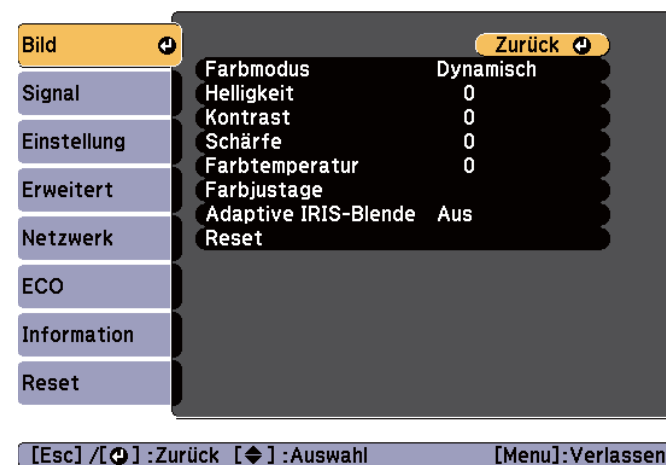 Bild
Signal
Einstellung
Erweitert
Netzwerk
ECO
Information
Reset
Zurück
Farbmodus Dynamisch
Helligkeit 0
Kontrast 0
Schärfe 0
Farbtemperatur 0
Farbjustage
Adaptive IRIS-Blende Aus
Reset
[Esc] /[ ] :Zurück [ ] :Auswahl [Menu]:Verlassen